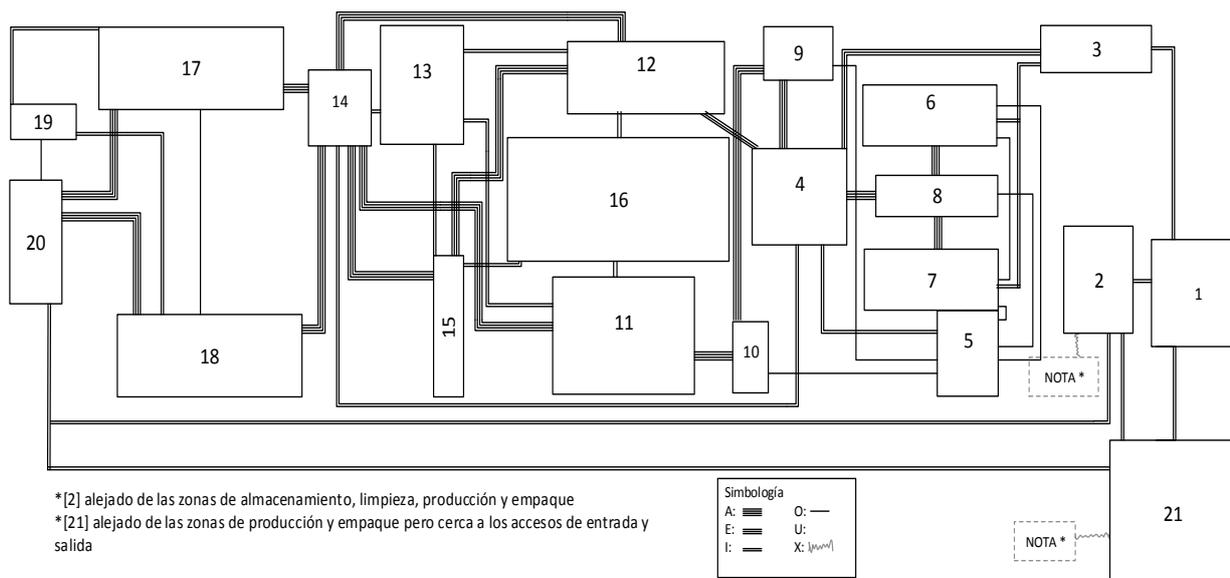 17
19
20
18
14
13
15
12
16
11
10
9
4
6
8
7
5
3
2
1
NOTA *
21
NOTA *
*[2] alejado de las zonas de almacenamiento, limpieza, producción y empaque
*[21] alejado de las zonas de producción y empaque pero cerca a los accesos de entrada y
salida
Simbología
A: O:
E: U:
I: X: